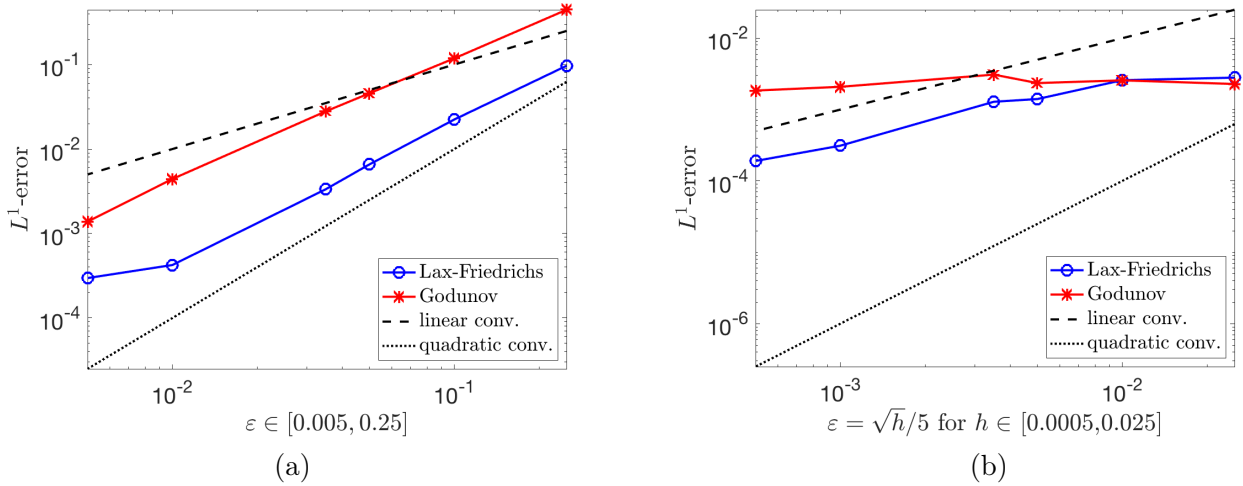 10^{-1}
10^{-2}
10^{-3}
10^{-4}
L^1-error
Lax-Friedrichs
Godunov
linear conv.
quadratic conv.
10^{-2}
10^{-1}
ε ∈ [0.005, 0.25]
(a)
10^{-2}
10^{-4}
10^{-6}
L^1-error
Lax-Friedrichs
Godunov
linear conv.
quadratic conv.
10^{-3}
10^{-2}
ε = √h/5 for h ∈ [0.0005,0.025]
(b)